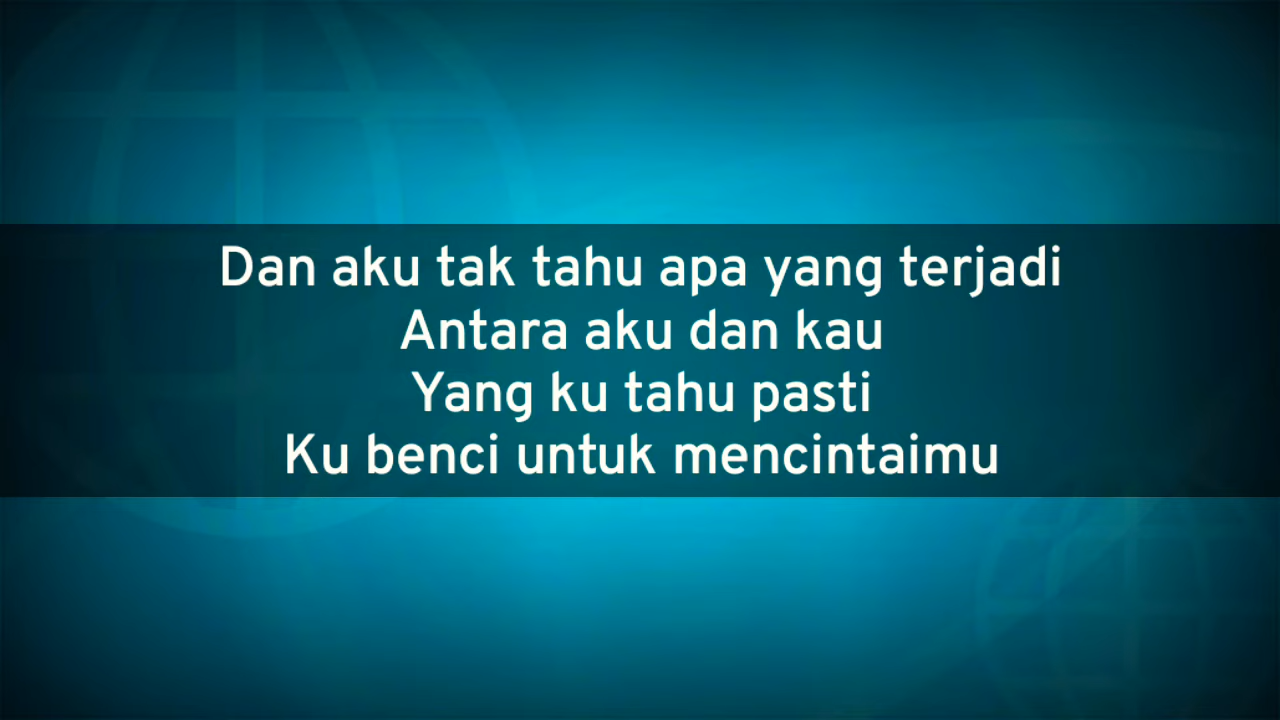 Dan aku tak tahu apa yang terjadi
Antara aku dan kau
Yang ku tahu pasti
Ku benci untuk mencintaimu